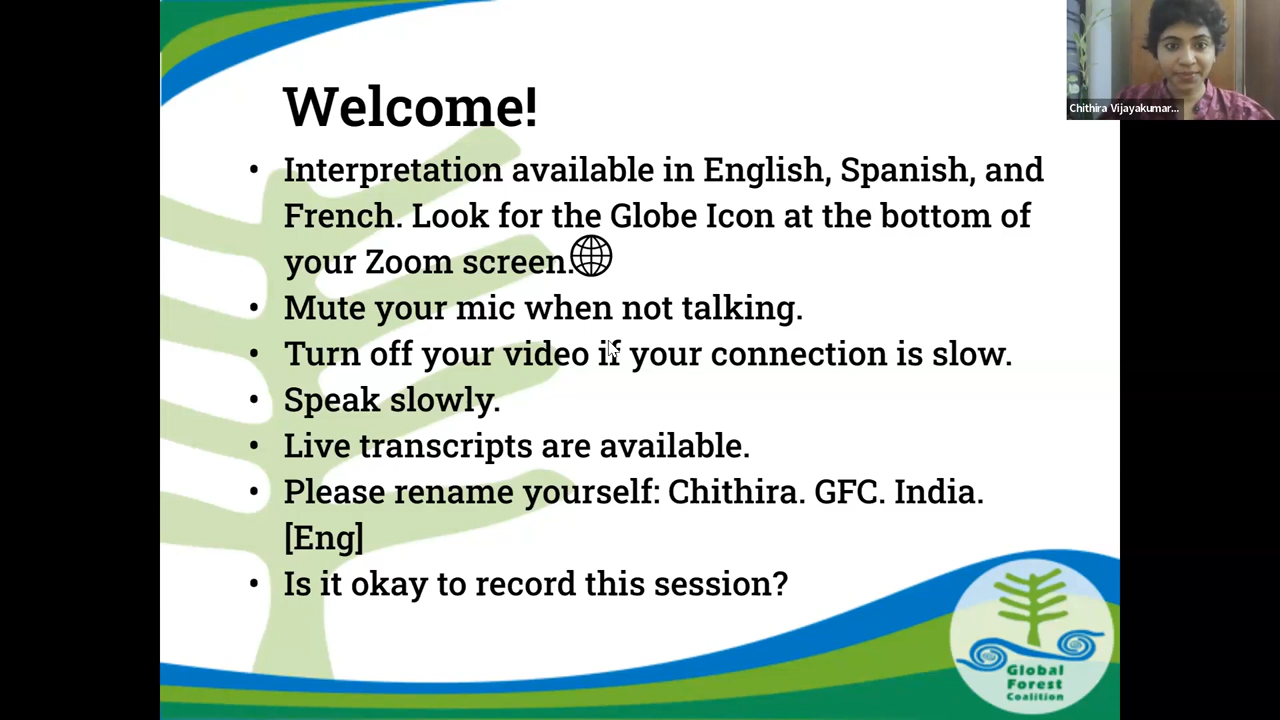 Welcome!
• Interpretation available in English, Spanish, and
French. Look for the Globe Icon at the bottom of
your Zoom screen.
• Mute your mic when not talking.
• Turn off your video if your connection is slow.
• Speak slowly.
• Live transcripts are available.
• Please rename yourself: Chithira. GFC. India.
[Eng]
• Is it okay to record this session?
Chithira Vijayakumar...
Global
Forest
Coalition